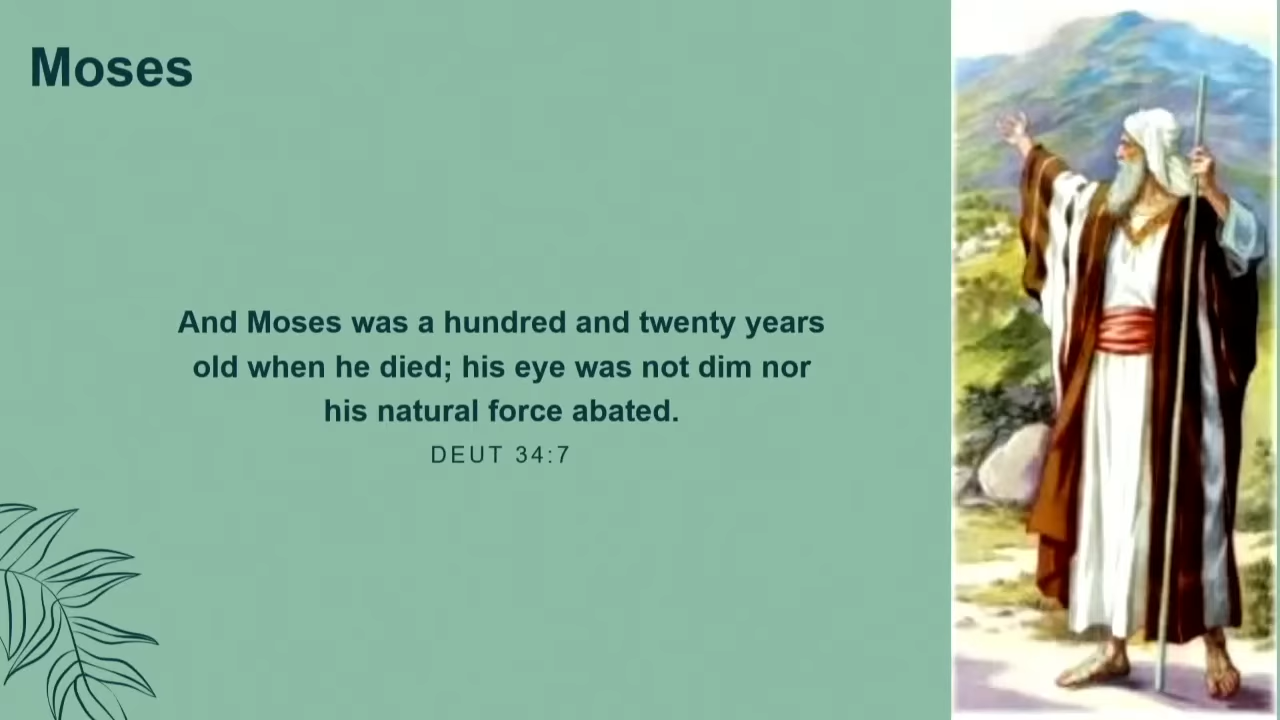 Moses
And Moses was a hundred and twenty years
old when he died; his eye was not dim nor
his natural force abated.
DEUT 34:7